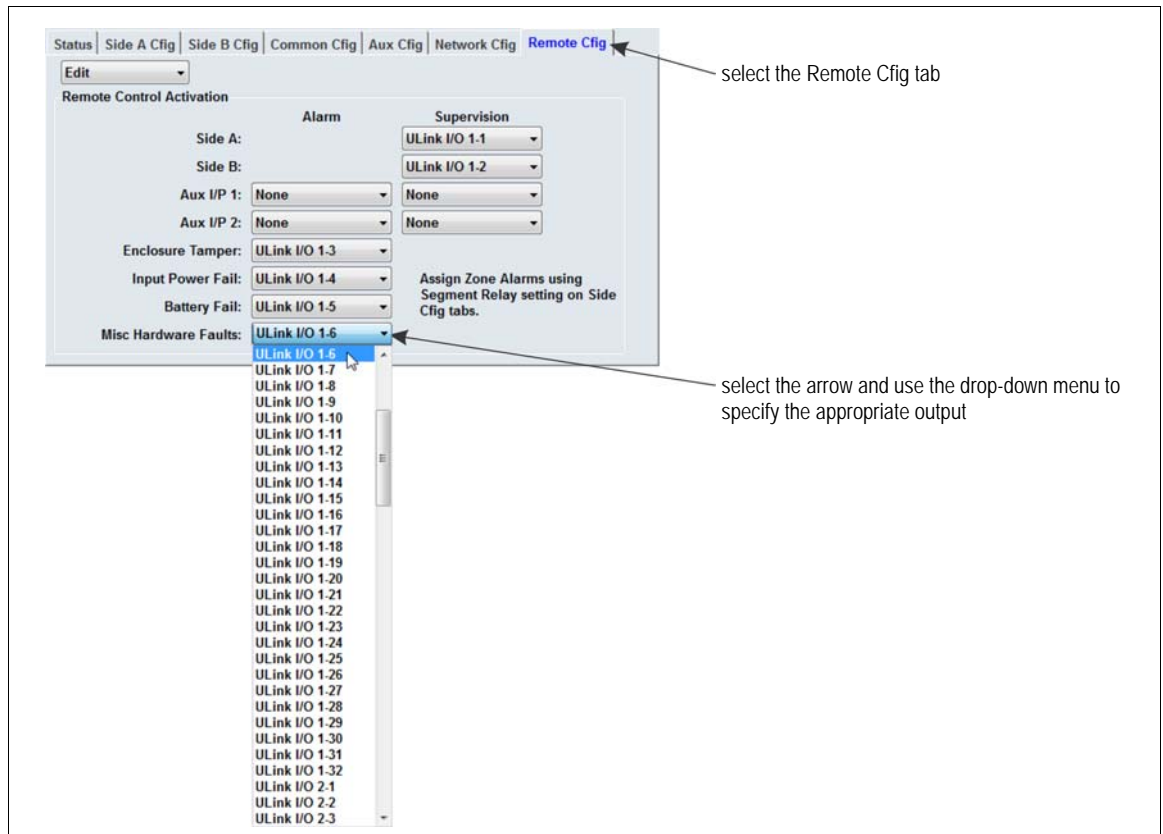 Status Side A Cfig Side B Cfig Common Cfig Aux Cfig Network Cfig Remote Cfig
select the Remote Cfig tab
Edit
Remote Control Activation
Alarm Supervision
Side A: ULink I/O 1-1
Side B: ULink I/O 1-2
Aux I/P 1: None None
Aux I/P 2: None None
Enclosure Tamper: ULink I/O 1-3
Input Power Fail: ULink I/O 1-4
Battery Fail: ULink I/O 1-5
Assign Zone Alarms using
Segment Relay setting on Side
Cfig tabs.
Misc Hardware Faults: ULink I/O 1-6
select the arrow and use the drop-down menu to
specify the appropriate output
ULink I/O 1-6
ULink I/O 1-7
ULink I/O 1-8
ULink I/O 1-9
ULink I/O 1-10
ULink I/O 1-11
ULink I/O 1-12
ULink I/O 1-13
ULink I/O 1-14
ULink I/O 1-15
ULink I/O 1-16
ULink I/O 1-17
ULink I/O 1-18
ULink I/O 1-19
ULink I/O 1-20
ULink I/O 1-21
ULink I/O 1-22
ULink I/O 1-23
ULink I/O 1-24
ULink I/O 1-25
ULink I/O 1-26
ULink I/O 1-27
ULink I/O 1-28
ULink I/O 1-29
ULink I/O 1-30
ULink I/O 1-31
ULink I/O 1-32
ULink I/O 2-1
ULink I/O 2-2
ULink I/O 2-3